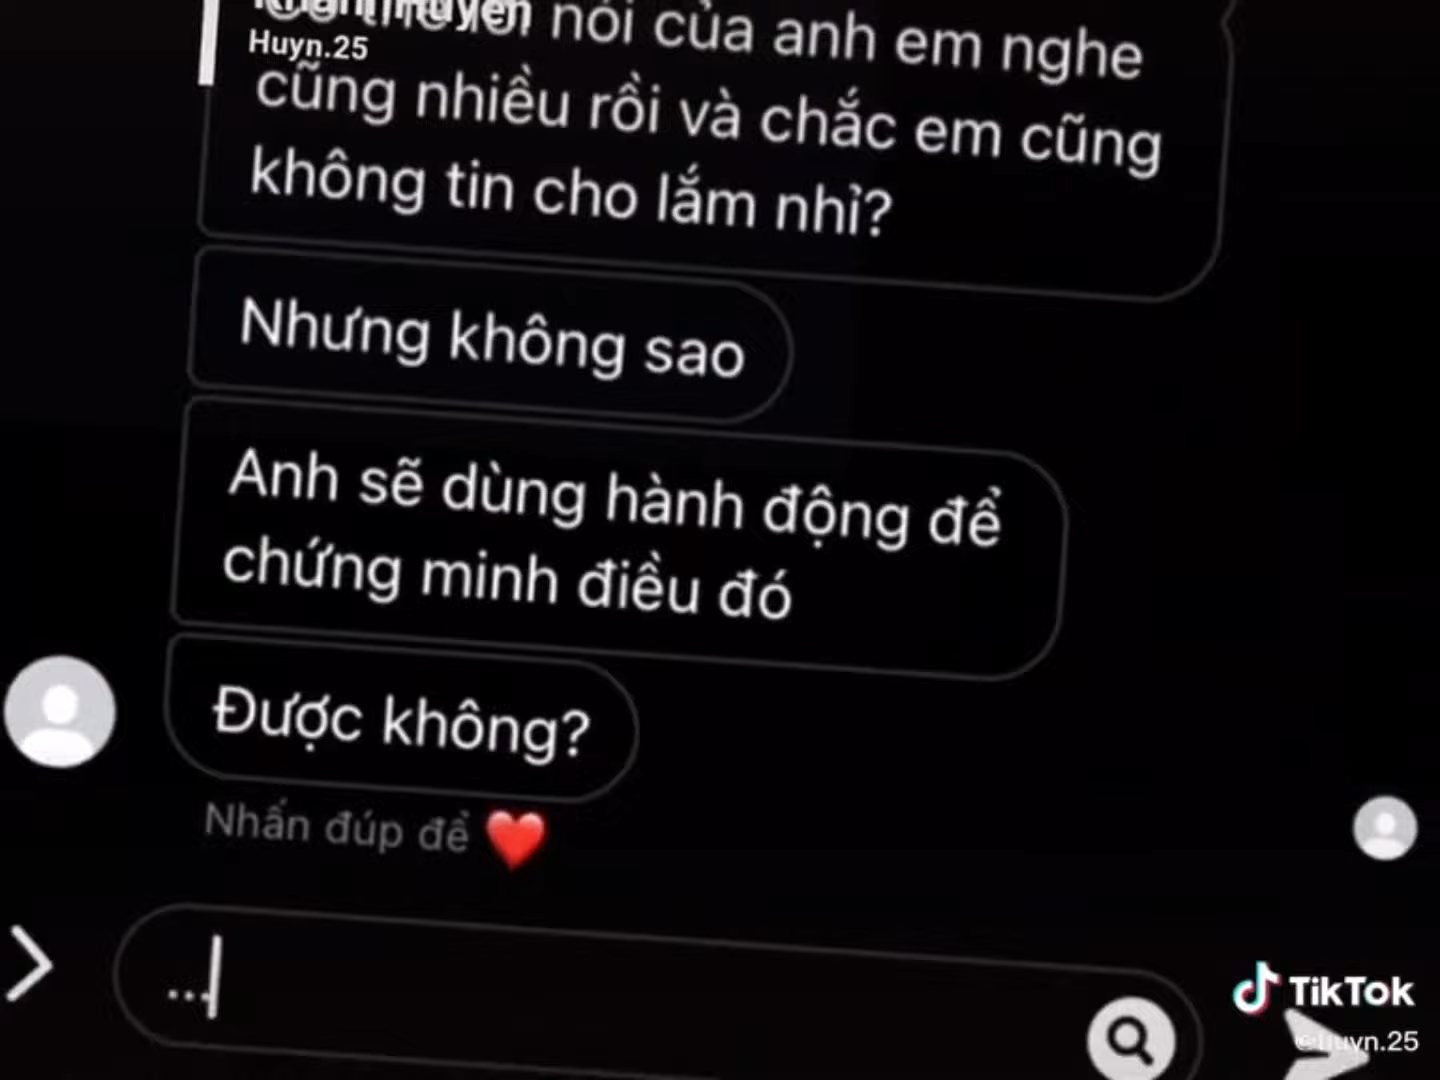 Huyn.25
nói của anh em nghe
cũng nhiều rồi và chắc em cũng
không tin cho lắm nhỉ?
Nhưng không sao
Anh sẽ dùng hành động để
chứng minh điều đó
Được không?
Nhấn đúp để ❤️
...
TikTok
@Huyn.25